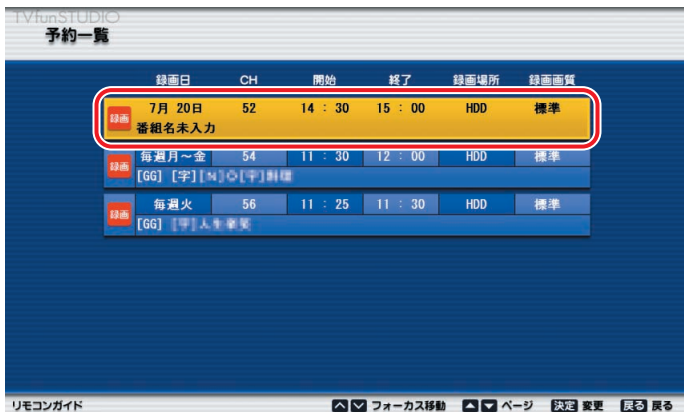 TVfunSTUDIO
予約一覧
録画日 CH 開始 終了 録画場所 録画画質
録画 7月 20日 52 14 : 30 15 : 00 HDD 標準
番組名未入力
録画 毎週月～金 54 11 : 30 12 : 00 HDD 標準
[GG] [字]
録画 毎週火 56 11 : 25 11 : 30 HDD 標準
[GG]
リモコンガイド フォーカス移動 ページ 決定 変更 戻る 戻る